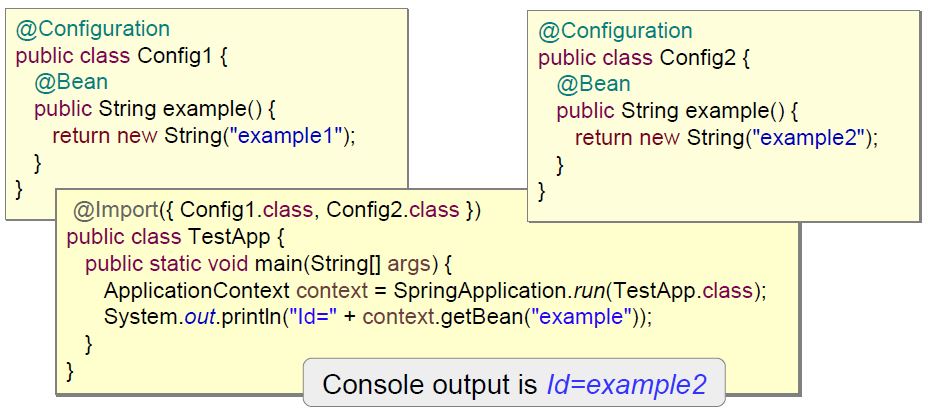 @Configuration
public class Config1 {
@Bean
public String example() {
return new String("example1");
}
}
@Configuration
public class Config2 {
@Bean
public String example() {
return new String("example2");
}
}
@Import({ Config1.class, Config2.class })
public class TestApp {
public static void main(String[] args) {
ApplicationContext context = SpringApplication.run(TestApp.class);
System.out.println("Id=" + context.getBean("example"));
}
}
Console output is Id=example2